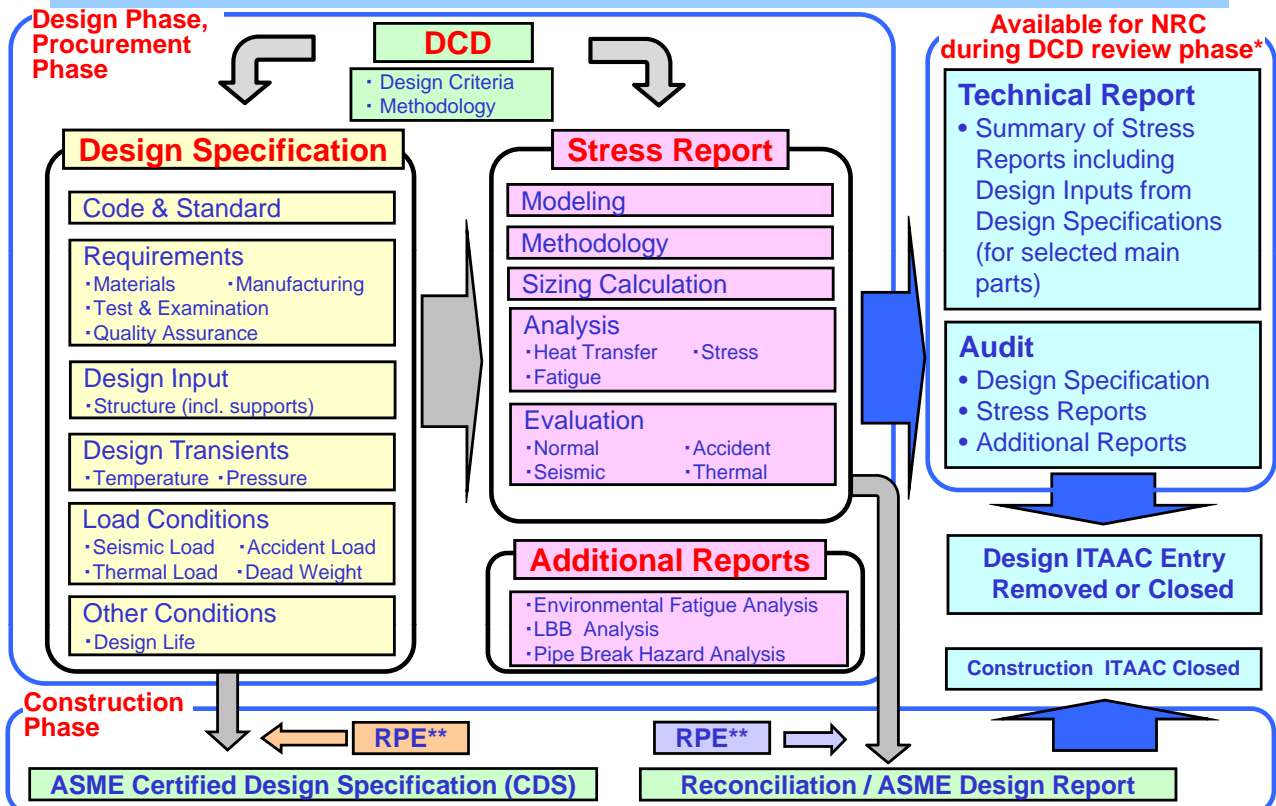 Design Phase,
Procurement
Phase
DCD
・Design Criteria
・Methodology
Design Specification
Code & Standard
Requirements
・Materials ・Manufacturing
・Test & Examination
・Quality Assurance
Design Input
・Structure (incl. supports)
Design Transients
・Temperature ・Pressure
Load Conditions
・Seismic Load ・Accident Load
・Thermal Load ・Dead Weight
Other Conditions
・Design Life
Stress Report
Modeling
Methodology
Sizing Calculation
Analysis
・Heat Transfer ・Stress
・Fatigue
Evaluation
・Normal ・Accident
・Seismic ・Thermal
Additional Reports
・Environmental Fatigue Analysis
・LBB Analysis
・Pipe Break Hazard Analysis
Available for NRC
during DCD review phase*
Technical Report
• Summary of Stress
Reports including
Design Inputs from
Design Specifications
(for selected main
parts)
Audit
• Design Specification
• Stress Reports
• Additional Reports
Design ITAAC Entry
Removed or Closed
Construction ITAAC Closed
Construction
Phase
RPE**
RPE**
ASME Certified Design Specification (CDS)
Reconciliation / ASME Design Report